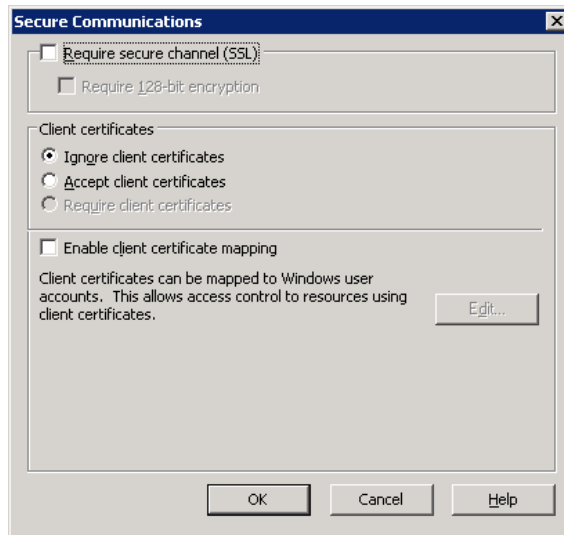 Secure Communications
Require secure channel (SSL)
Require 128-bit encryption
Client certificates
Ignore client certificates
Accept client certificates
Require client certificates
Enable client certificate mapping
Client certificates can be mapped to Windows user
accounts.  This allows access control to resources using
client certificates.
Edit...
OK
Cancel
Help